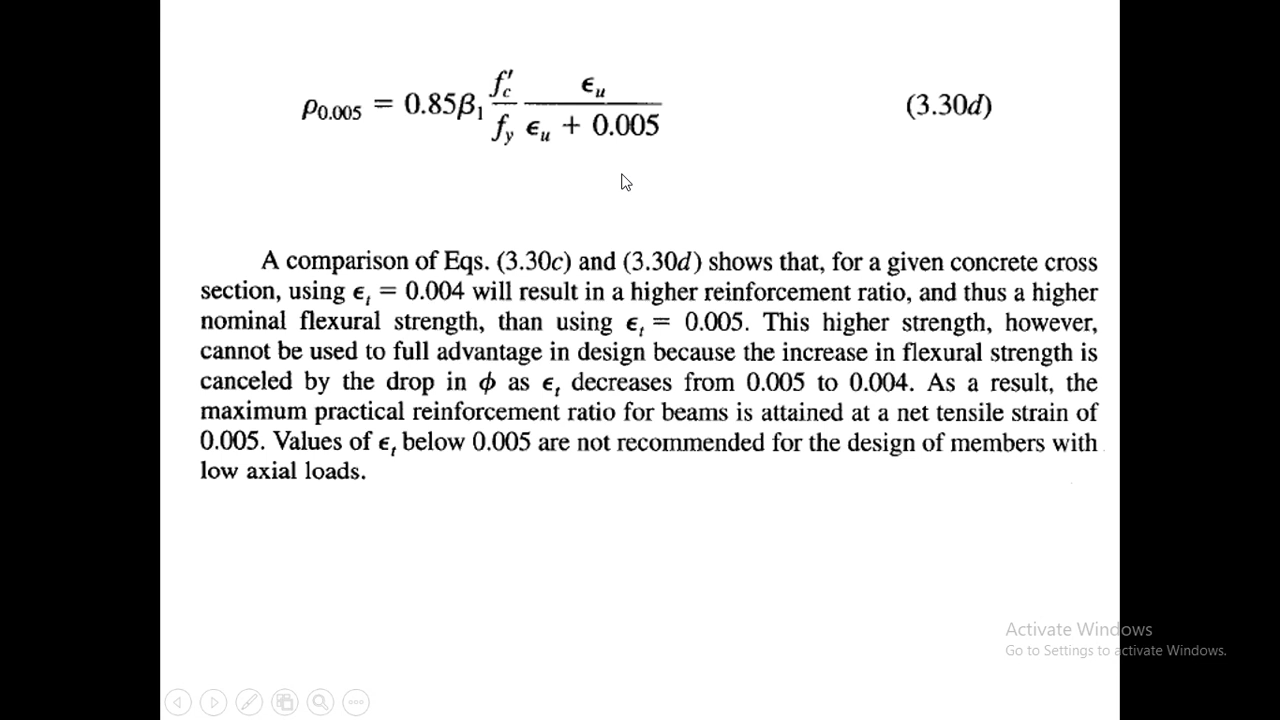 ρ0.005 = 0.85β1 f′c/fy ϵu/(ϵu + 0.005) (3.30d)
A comparison of Eqs. (3.30c) and (3.30d) shows that, for a given concrete cross
section, using ϵt = 0.004 will result in a higher reinforcement ratio, and thus a higher
nominal flexural strength, than using ϵt = 0.005. This higher strength, however,
cannot be used to full advantage in design because the increase in flexural strength is
canceled by the drop in ϕ as ϵt decreases from 0.005 to 0.004. As a result, the
maximum practical reinforcement ratio for beams is attained at a net tensile strain of
0.005. Values of ϵt below 0.005 are not recommended for the design of members with
low axial loads.
Activate Windows
Go to Settings to activate Windows.